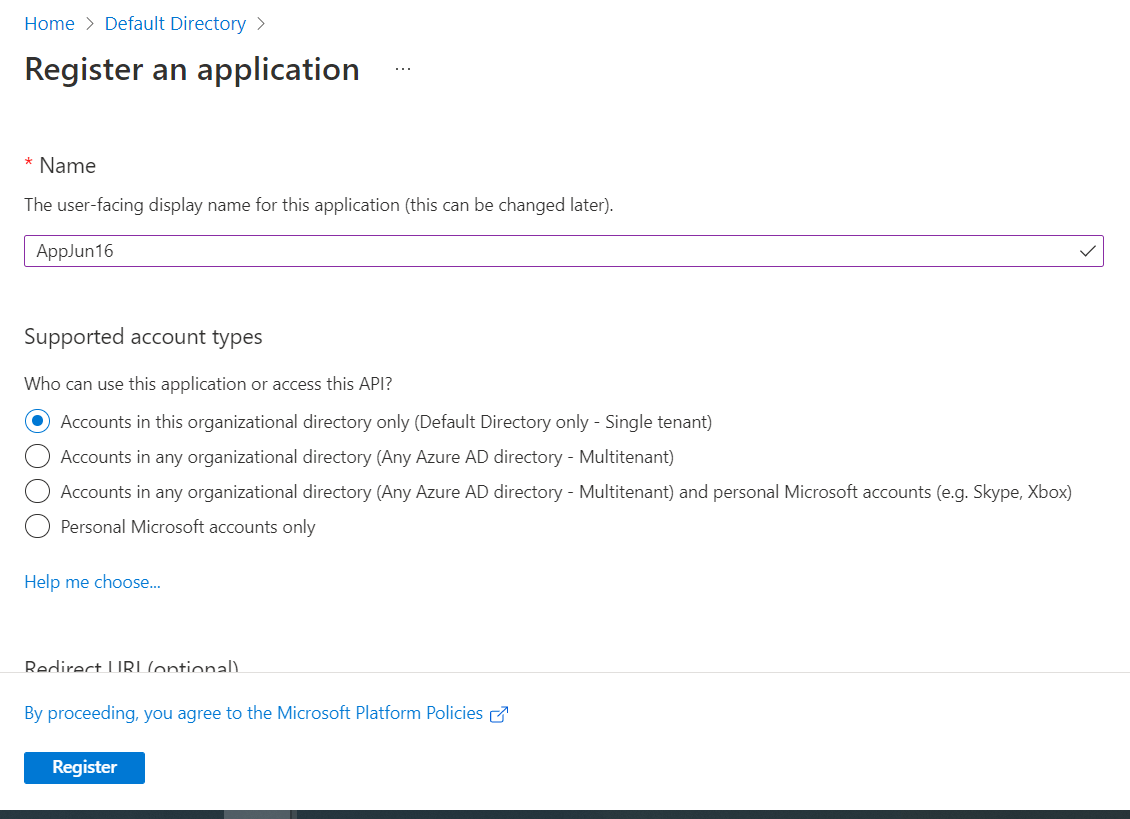 Home > Default Directory >
Register an application ...
* Name
The user-facing display name for this application (this can be changed later).
AppJun16
Supported account types
Who can use this application or access this API?
Accounts in this organizational directory only (Default Directory only - Single tenant)
Accounts in any organizational directory (Any Azure AD directory - Multitenant)
Accounts in any organizational directory (Any Azure AD directory - Multitenant) and personal Microsoft accounts (e.g. Skype, Xbox)
Personal Microsoft accounts only
Help me choose...
Redirect URI (optional)
By proceeding, you agree to the Microsoft Platform Policies
Register